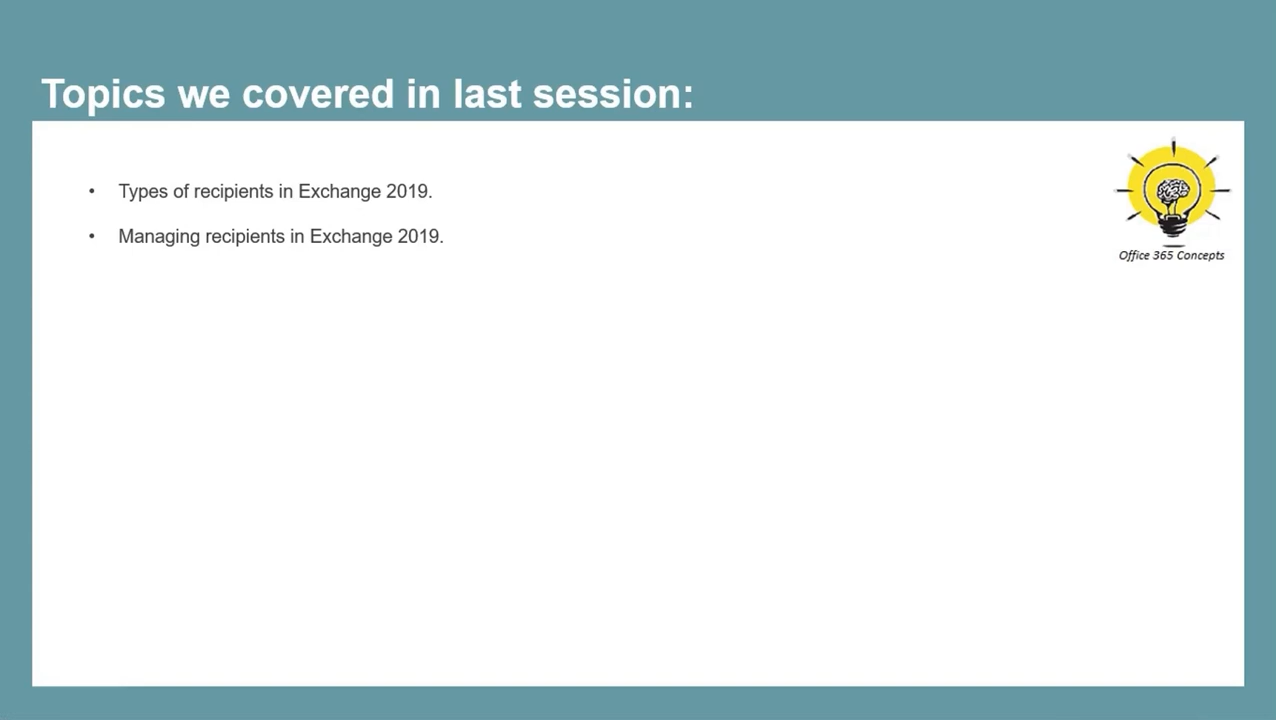 Topics we covered in last session:
• Types of recipients in Exchange 2019.
• Managing recipients in Exchange 2019.
Office 365 Concepts